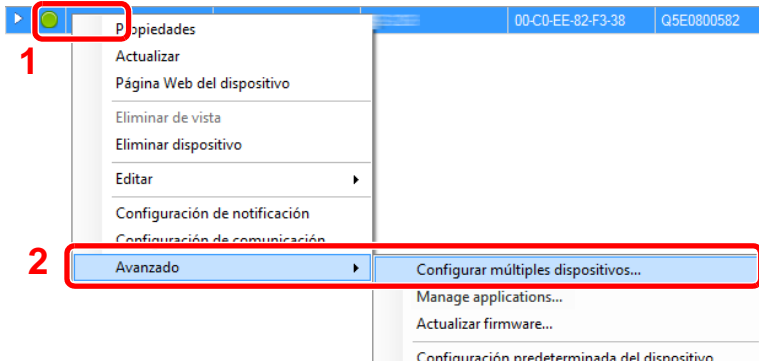 00-C0-EE-82-F3-38 Q5E0800582
1
Propiedades
Actualizar
Página Web del dispositivo
Eliminar de vista
Eliminar dispositivo
Editar
Configuración de notificación
Configuración de comunicación
2
Avanzado
Configurar múltiples dispositivos...
Manage applications...
Actualizar firmware...
Configuración predeterminada del dispositivo